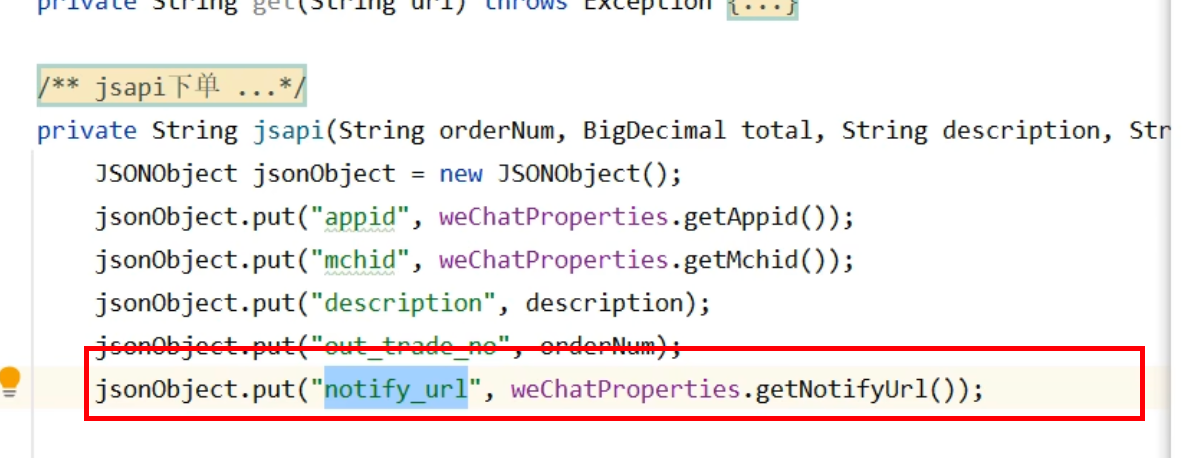 private String get(String url) throws Exception {...}
/** jsapi下单 ...*/
private String jsapi(String orderNum, BigDecimal total, String description, Str
JSONObject jsonObject = new JSONObject();
jsonObject.put("appid", weChatProperties.getAppid());
jsonObject.put("mchid", weChatProperties.getMchid());
jsonObject.put("description", description);
jsonObject.put("out_trade_no", orderNum);
jsonObject.put("notify_url", weChatProperties.getNotifyUrl());